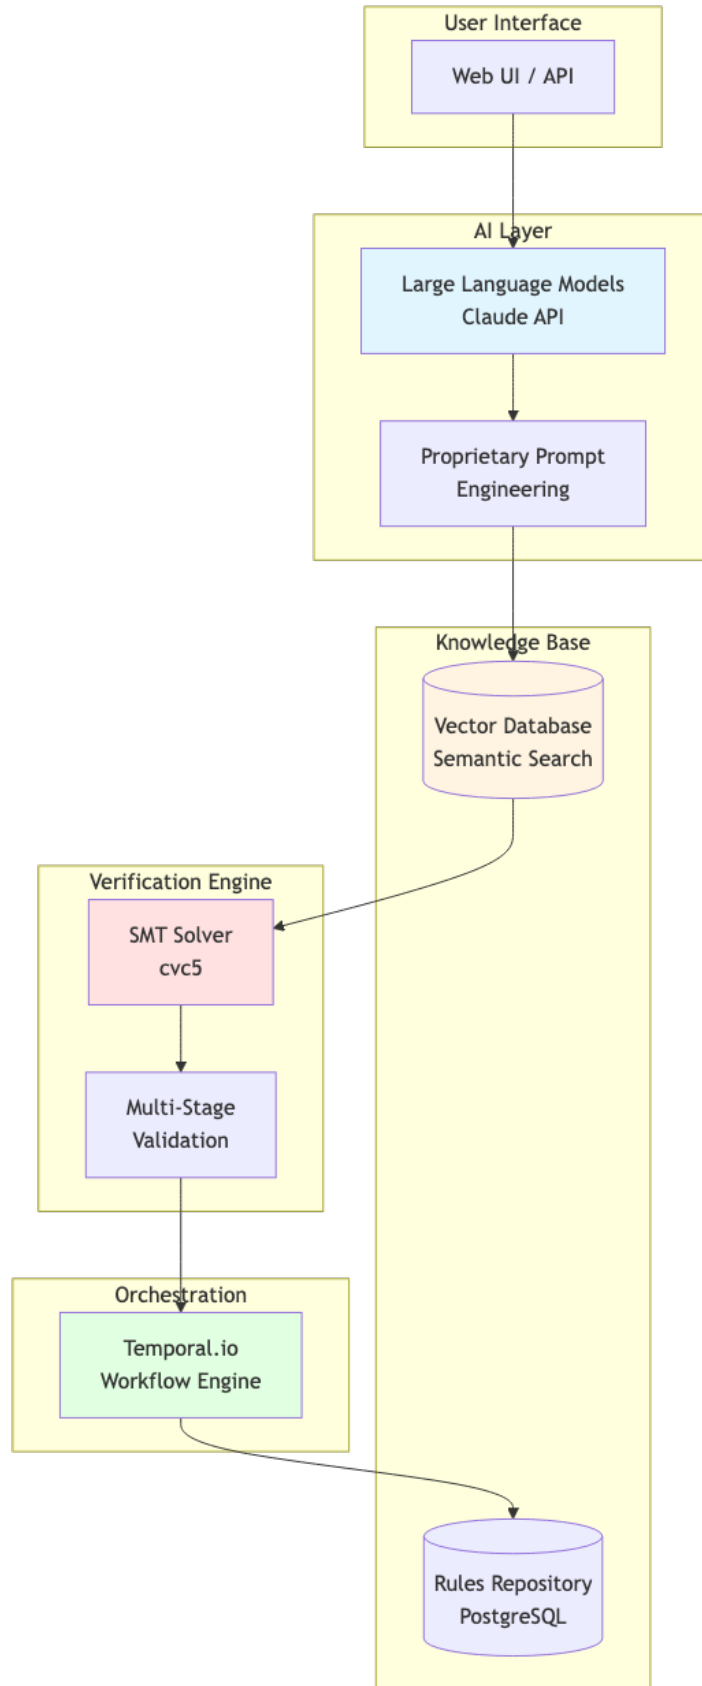 User Interface
Web UI / API
AI Layer
Large Language Models
Claude API
Proprietary Prompt
Engineering
Knowledge Base
Vector Database
Semantic Search
Verification Engine
SMT Solver
cvc5
Multi-Stage
Validation
Orchestration
Temporal.io
Workflow Engine
Rules Repository
PostgreSQL